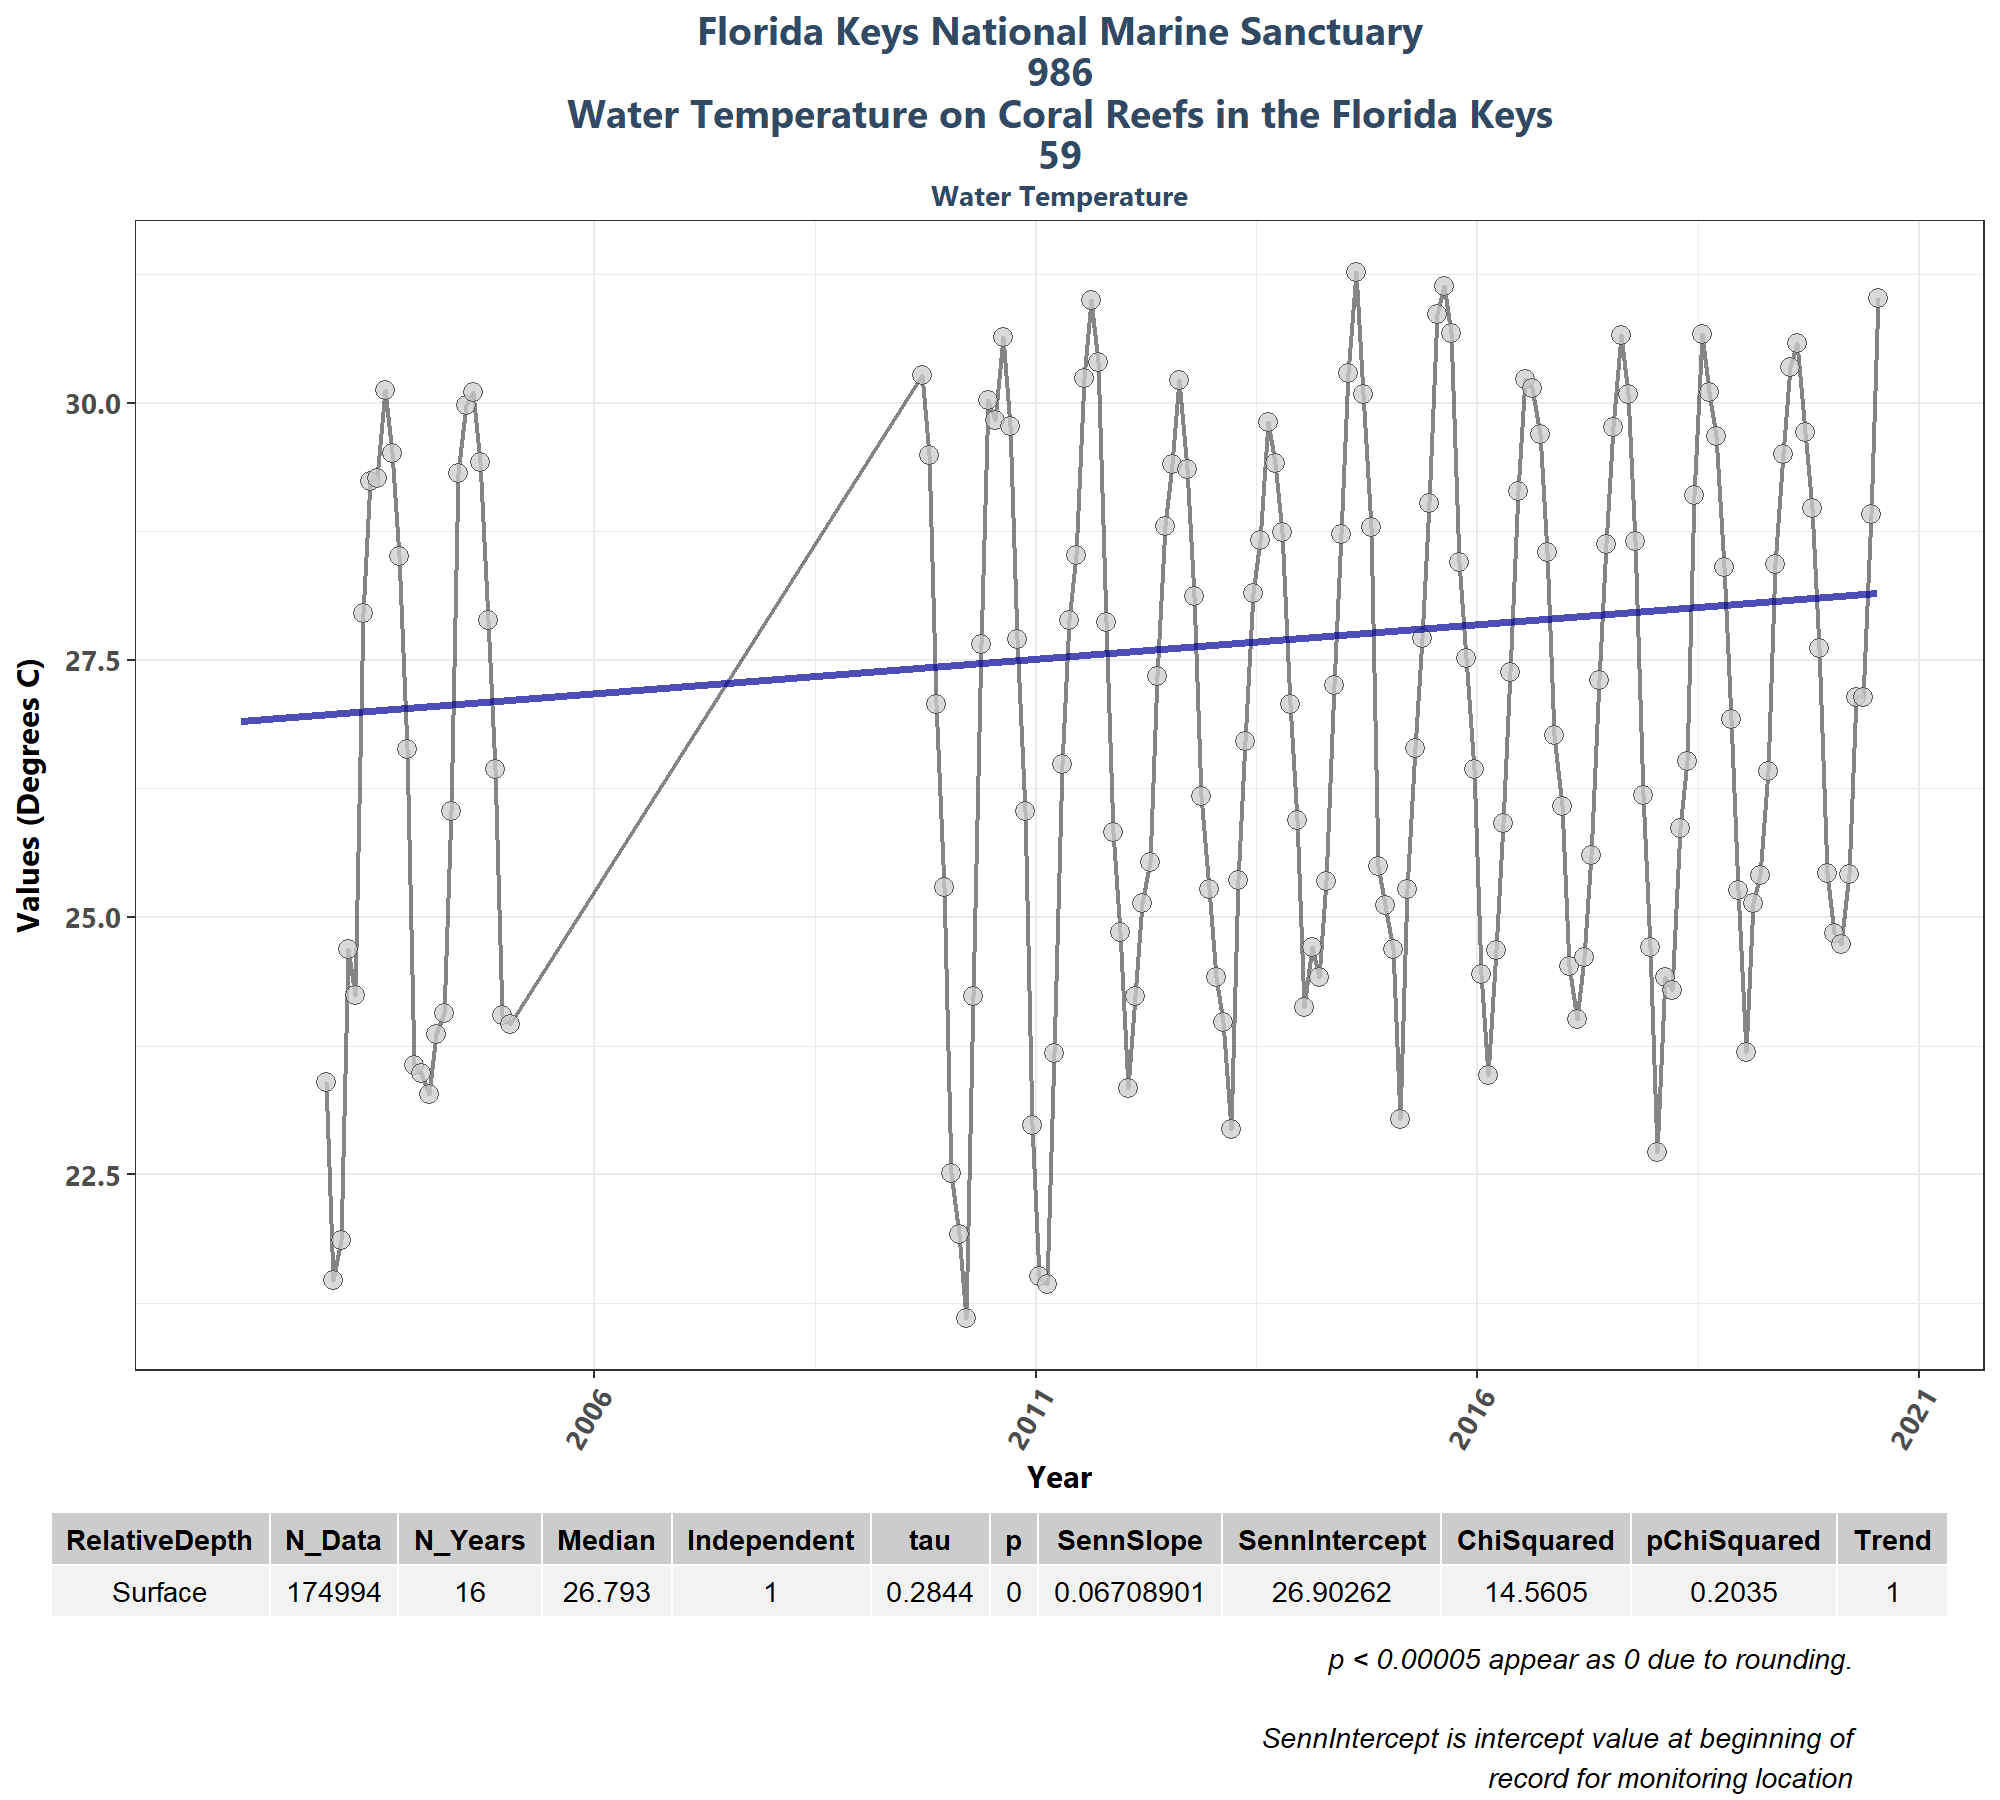 Florida Keys National Marine Sanctuary
986
Water Temperature on Coral Reefs in the Florida Keys
59
Water Temperature
Values (Degrees C)
30.0
27.5
25.0
22.5
2006 2011 2016 2021
Year
RelativeDepth N_Data N_Years Median Independent tau p SennSlope SennIntercept ChiSquared pChiSquared Trend
Surface 174994 16 26.793 1 0.2844 0 0.06708901 26.90262 14.5605 0.2035 1
p < 0.00005 appear as 0 due to rounding.
SennIntercept is intercept value at beginning of
record for monitoring location